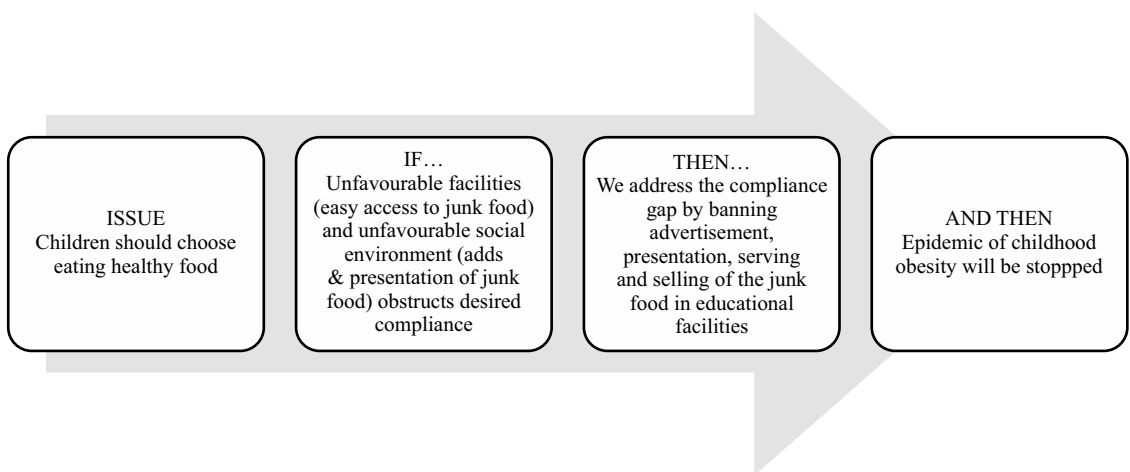 ISSUE
Children should choose
eating healthy food
IF…
Unfavourable facilities
(easy access to junk food)
and unfavourable social
environment (adds
& presentation of junk
food) obstructs desired
compliance
THEN…
We address the compliance
gap by banning
advertisement,
presentation, serving
and selling of the junk
food in educational
facilities
AND THEN
Epidemic of childhood
obesity will be stoppped